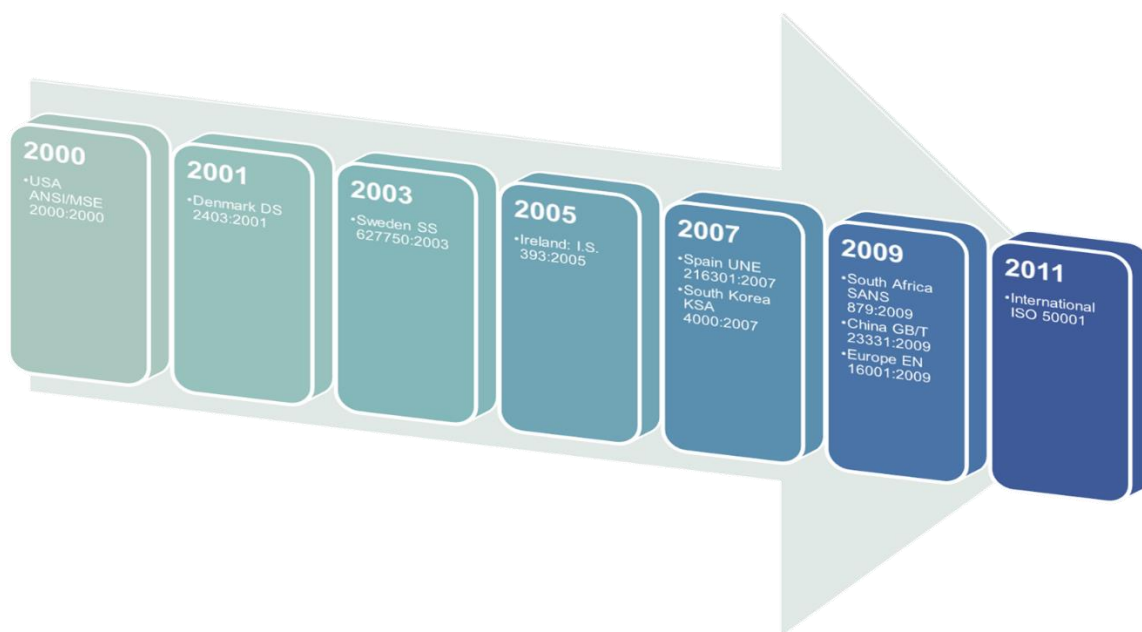 2000
•USA
ANSI/MSE
2000:2000
2001
•Denmark DS
2403:2001
2003
•Sweden SS
627750:2003
2005
•Ireland: I.S.
393:2005
2007
•Spain UNE
216301:2007
•South Korea
KSA
4000:2007
2009
•South Africa
SANS
879:2009
•China GB/T
23331:2009
•Europe EN
16001:2009
2011
•International
ISO 50001